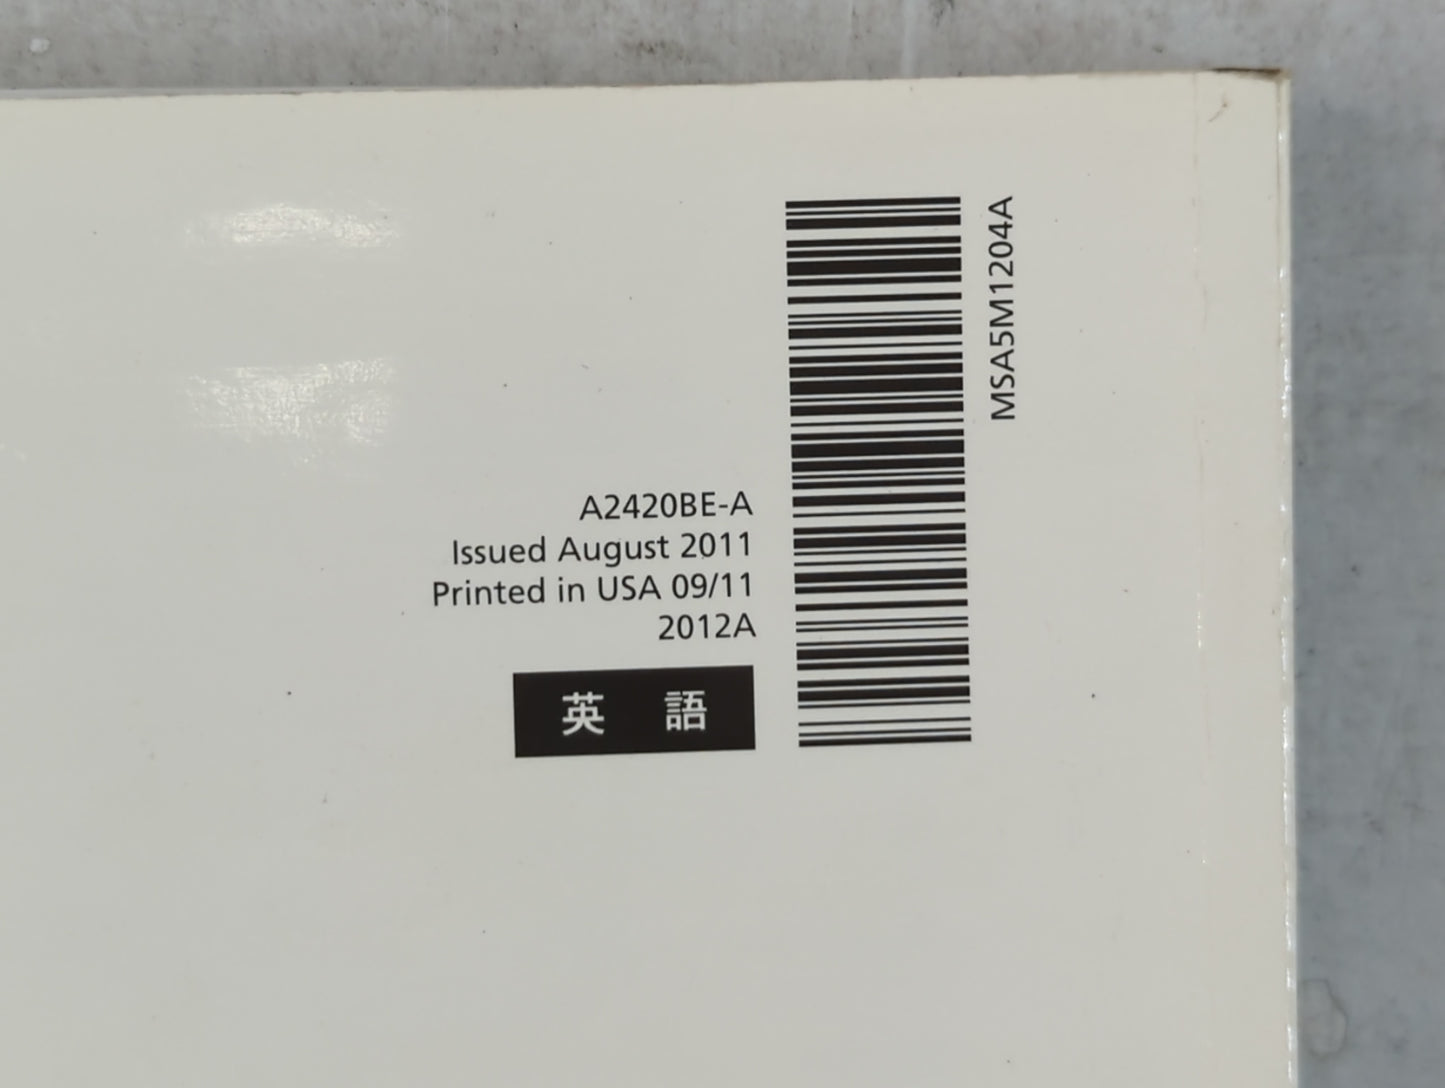 MSA5M1204A
A2420BE-A
Issued August 2011
Printed in USA 09/11
2012A
英 語